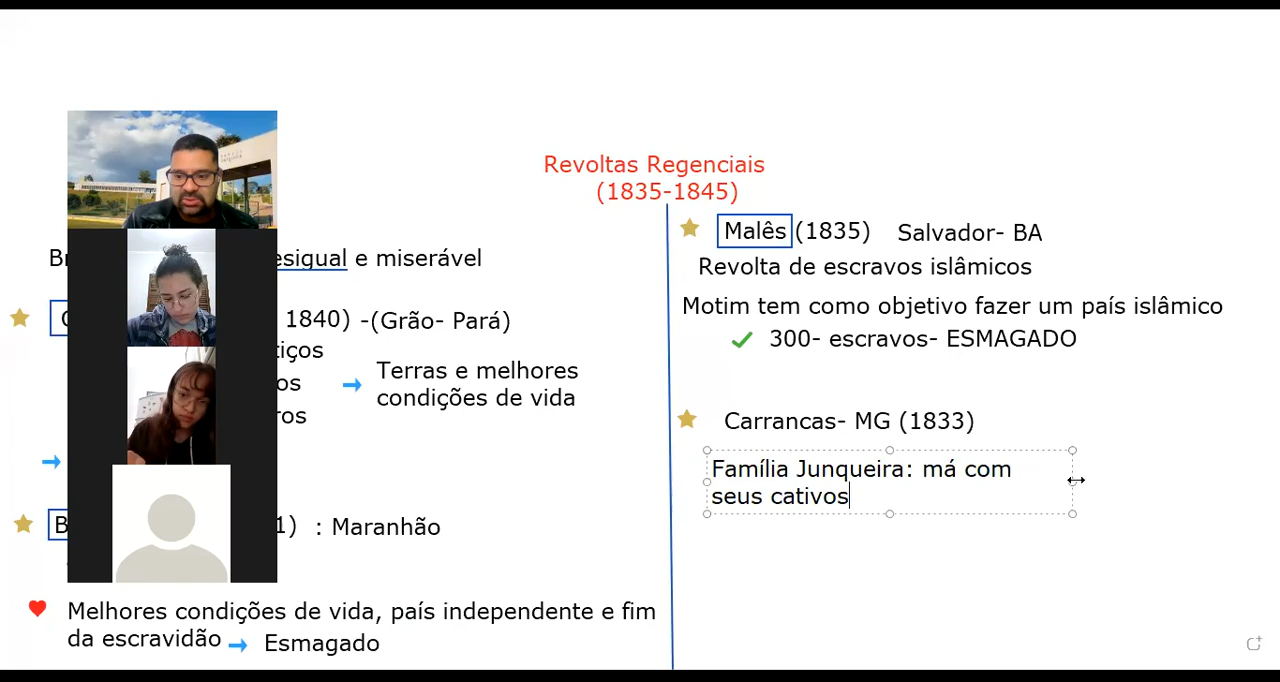 Revoltas Regenciais
(1835-1845)
esigual e miserável
1840) -(Grão- Pará)
tiços
os
ros
Terras e melhores
condições de vida
B
1) : Maranhão
Melhores condições de vida, país independente e fim
da escravidão
Esmagado
Malês (1835) Salvador- BA
Revolta de escravos islâmicos
Motim tem como objetivo fazer um país islâmico
300- escravos- ESMAGADO
Carrancas- MG (1833)
Família Junqueira: má com
seus cativos